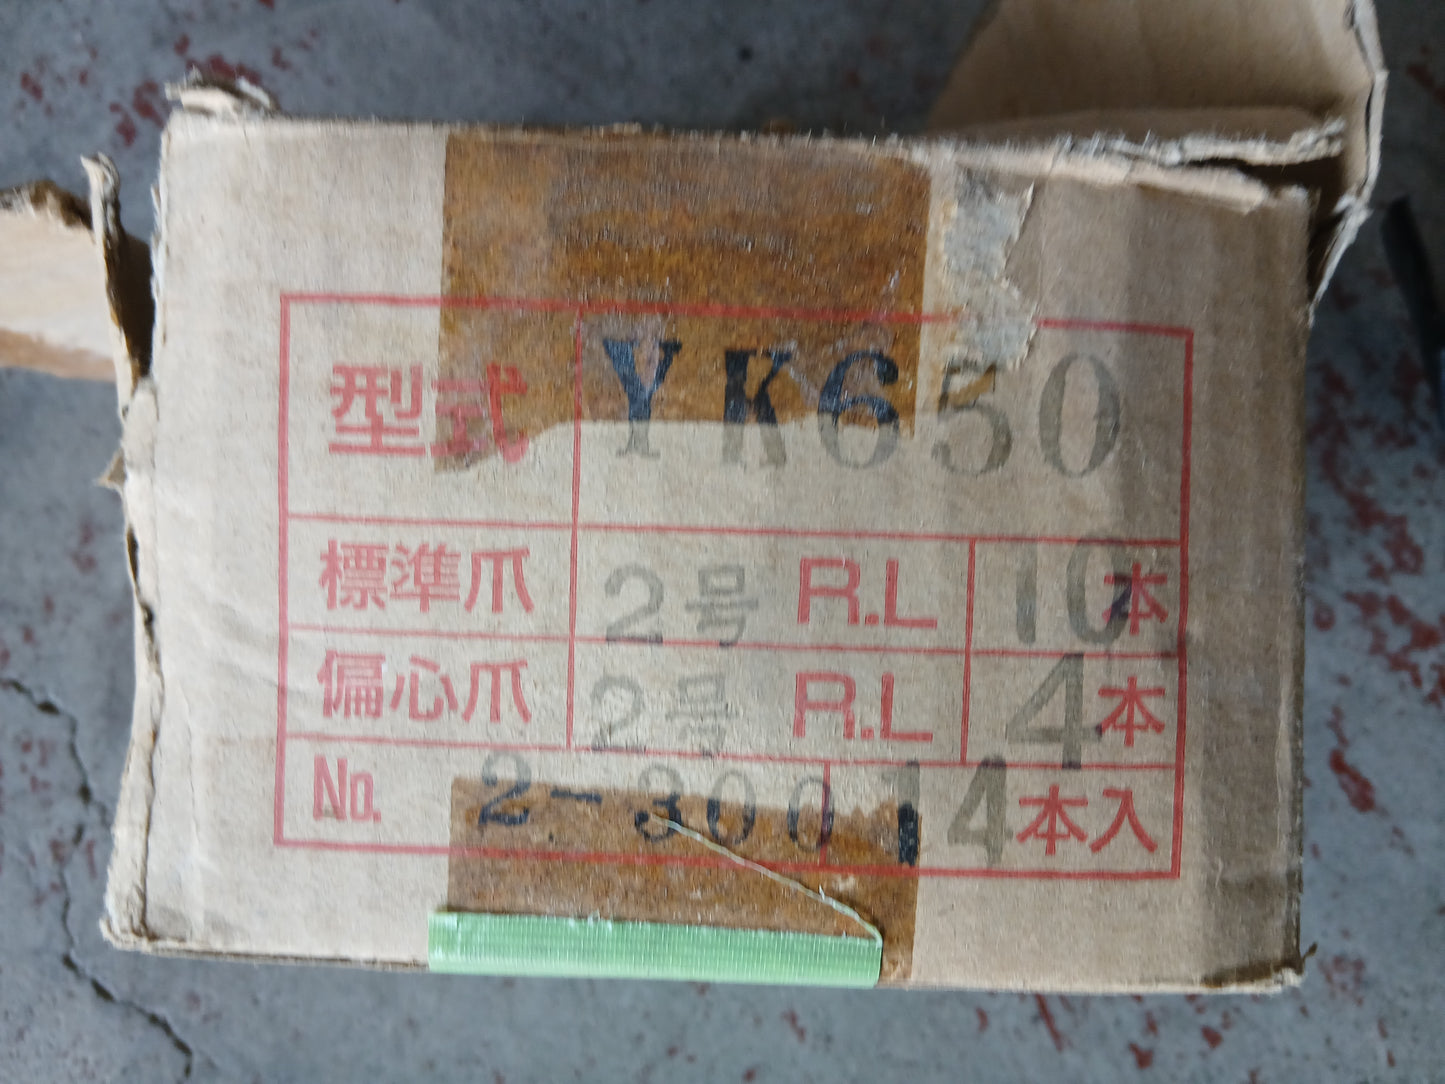 型式 YK650
標準爪 2号 R.L 10本
偏心爪 2号 R.L 4本
No. 2-300 14本入